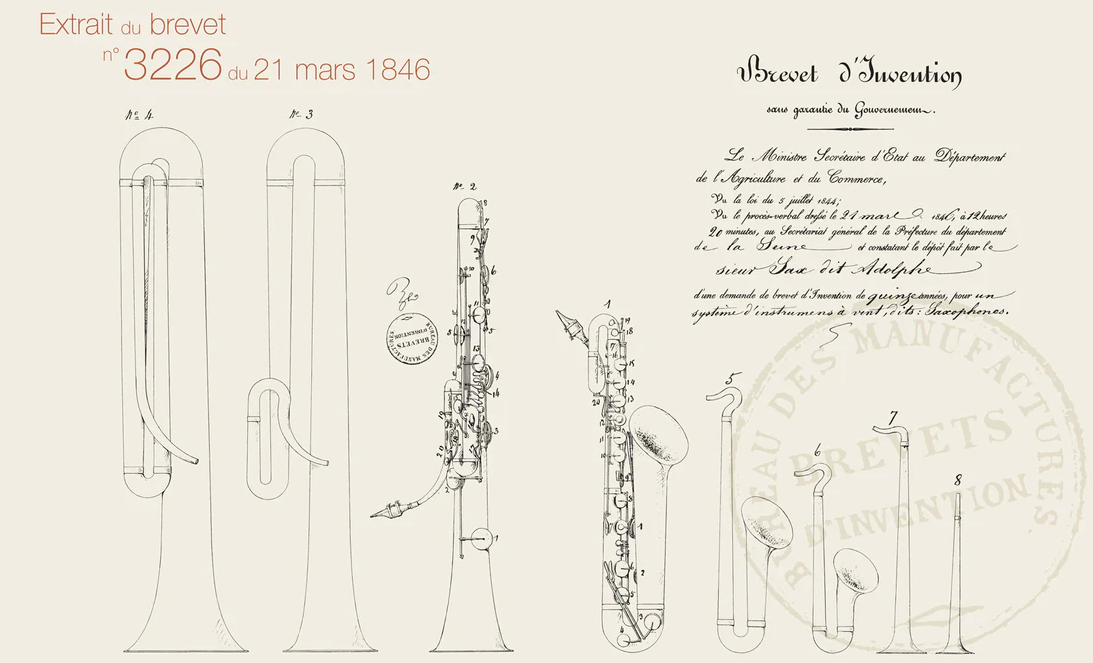 Extrait du brevet
n° 3226 du 21 mars 1846
Brevet d'Invention
sans garantie du Gouvernement.
Le Ministre Secrétaire d'Etat au Département
de l'Agriculture et du Commerce,
Vu la loi du 5 juillet 1844;
Vu le procès-verbal dressé le 21 mars 1846, à 12 heures
20 minutes, au Secrétariat général de la Préfecture du département
de la Seine et constatant le dépôt fait par le
sieur Sax dit Adolphe
d'une demande de brevet d'Invention de quinze années, pour un
système d'instrumens à vent, dits: Saxophones.
No 4
No 3
No 2
1
5
6
7
8
BUREAU DES MANUFACTURES
BREVETS
D'INVENTION
BUREAU DES MANUFACTURES.
BREVETS
D'INVENTION